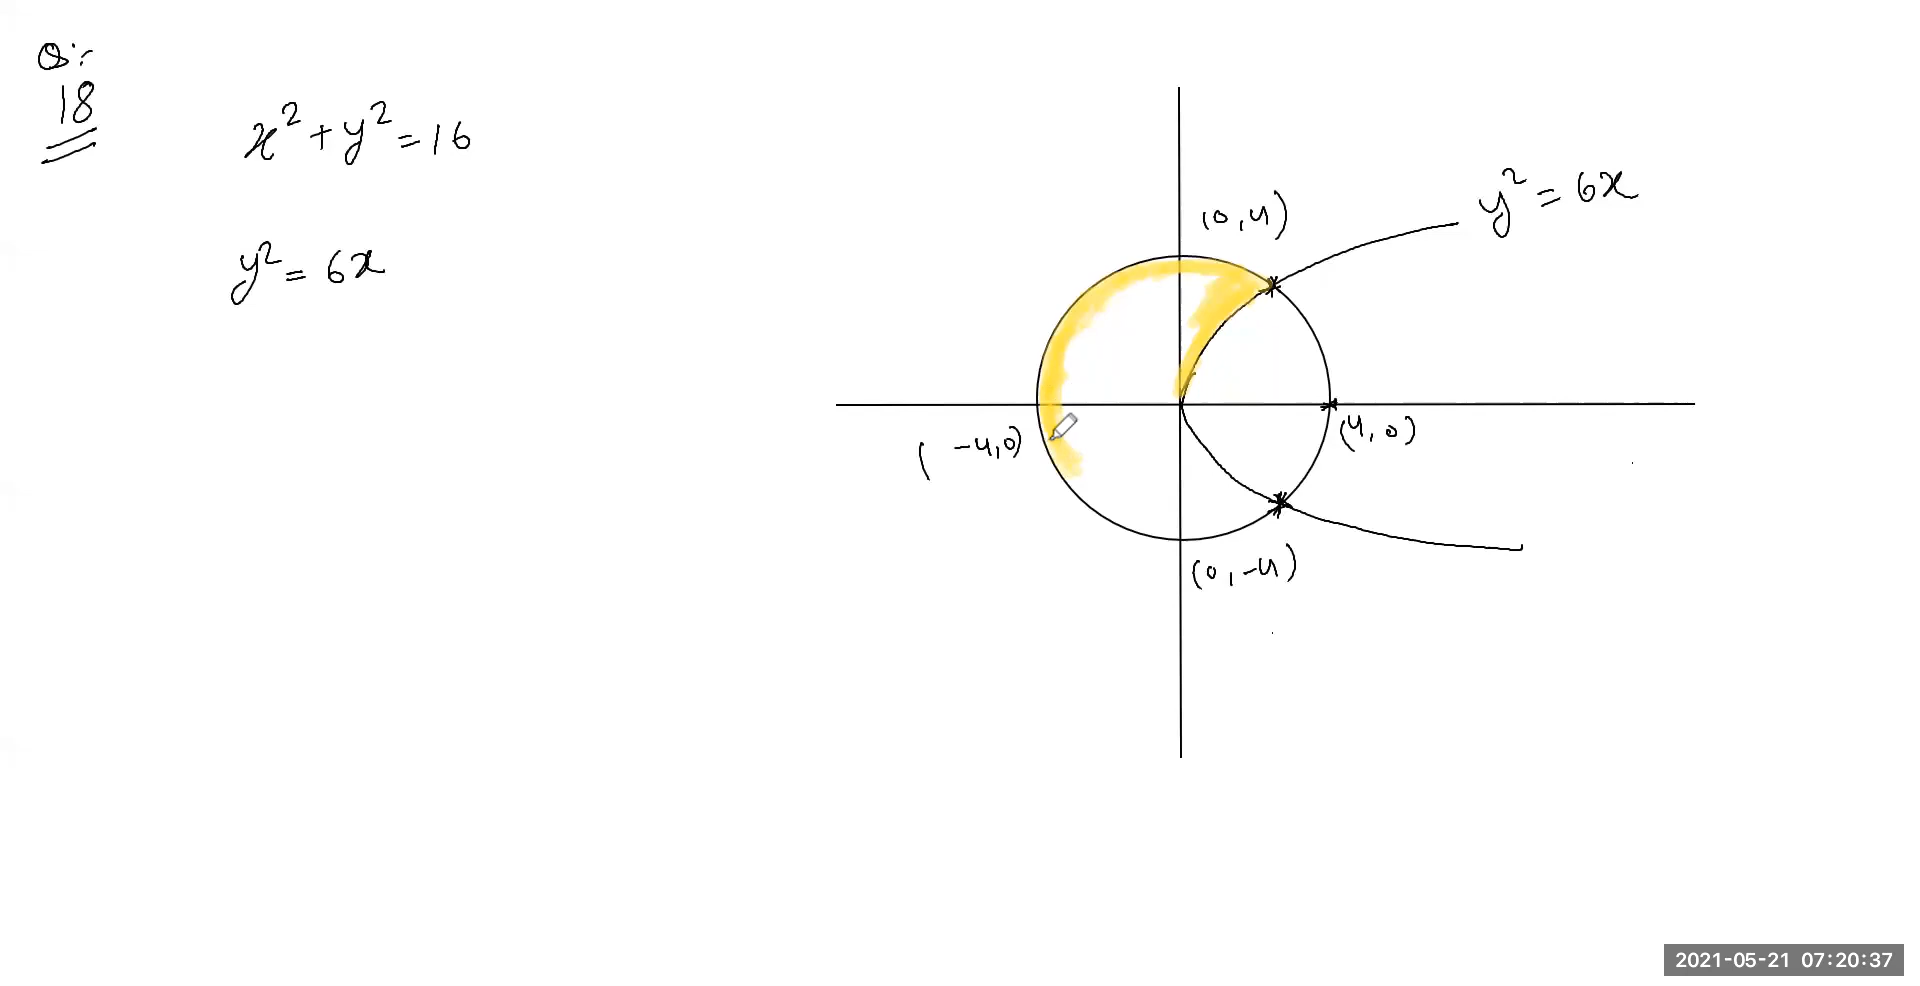 Q:-
18
x² + y² = 16
y² = 6x
y² = 6x
(0,4)
(-4,0)
(4,0)
(0,-4)
2021-05-21 07:20:37